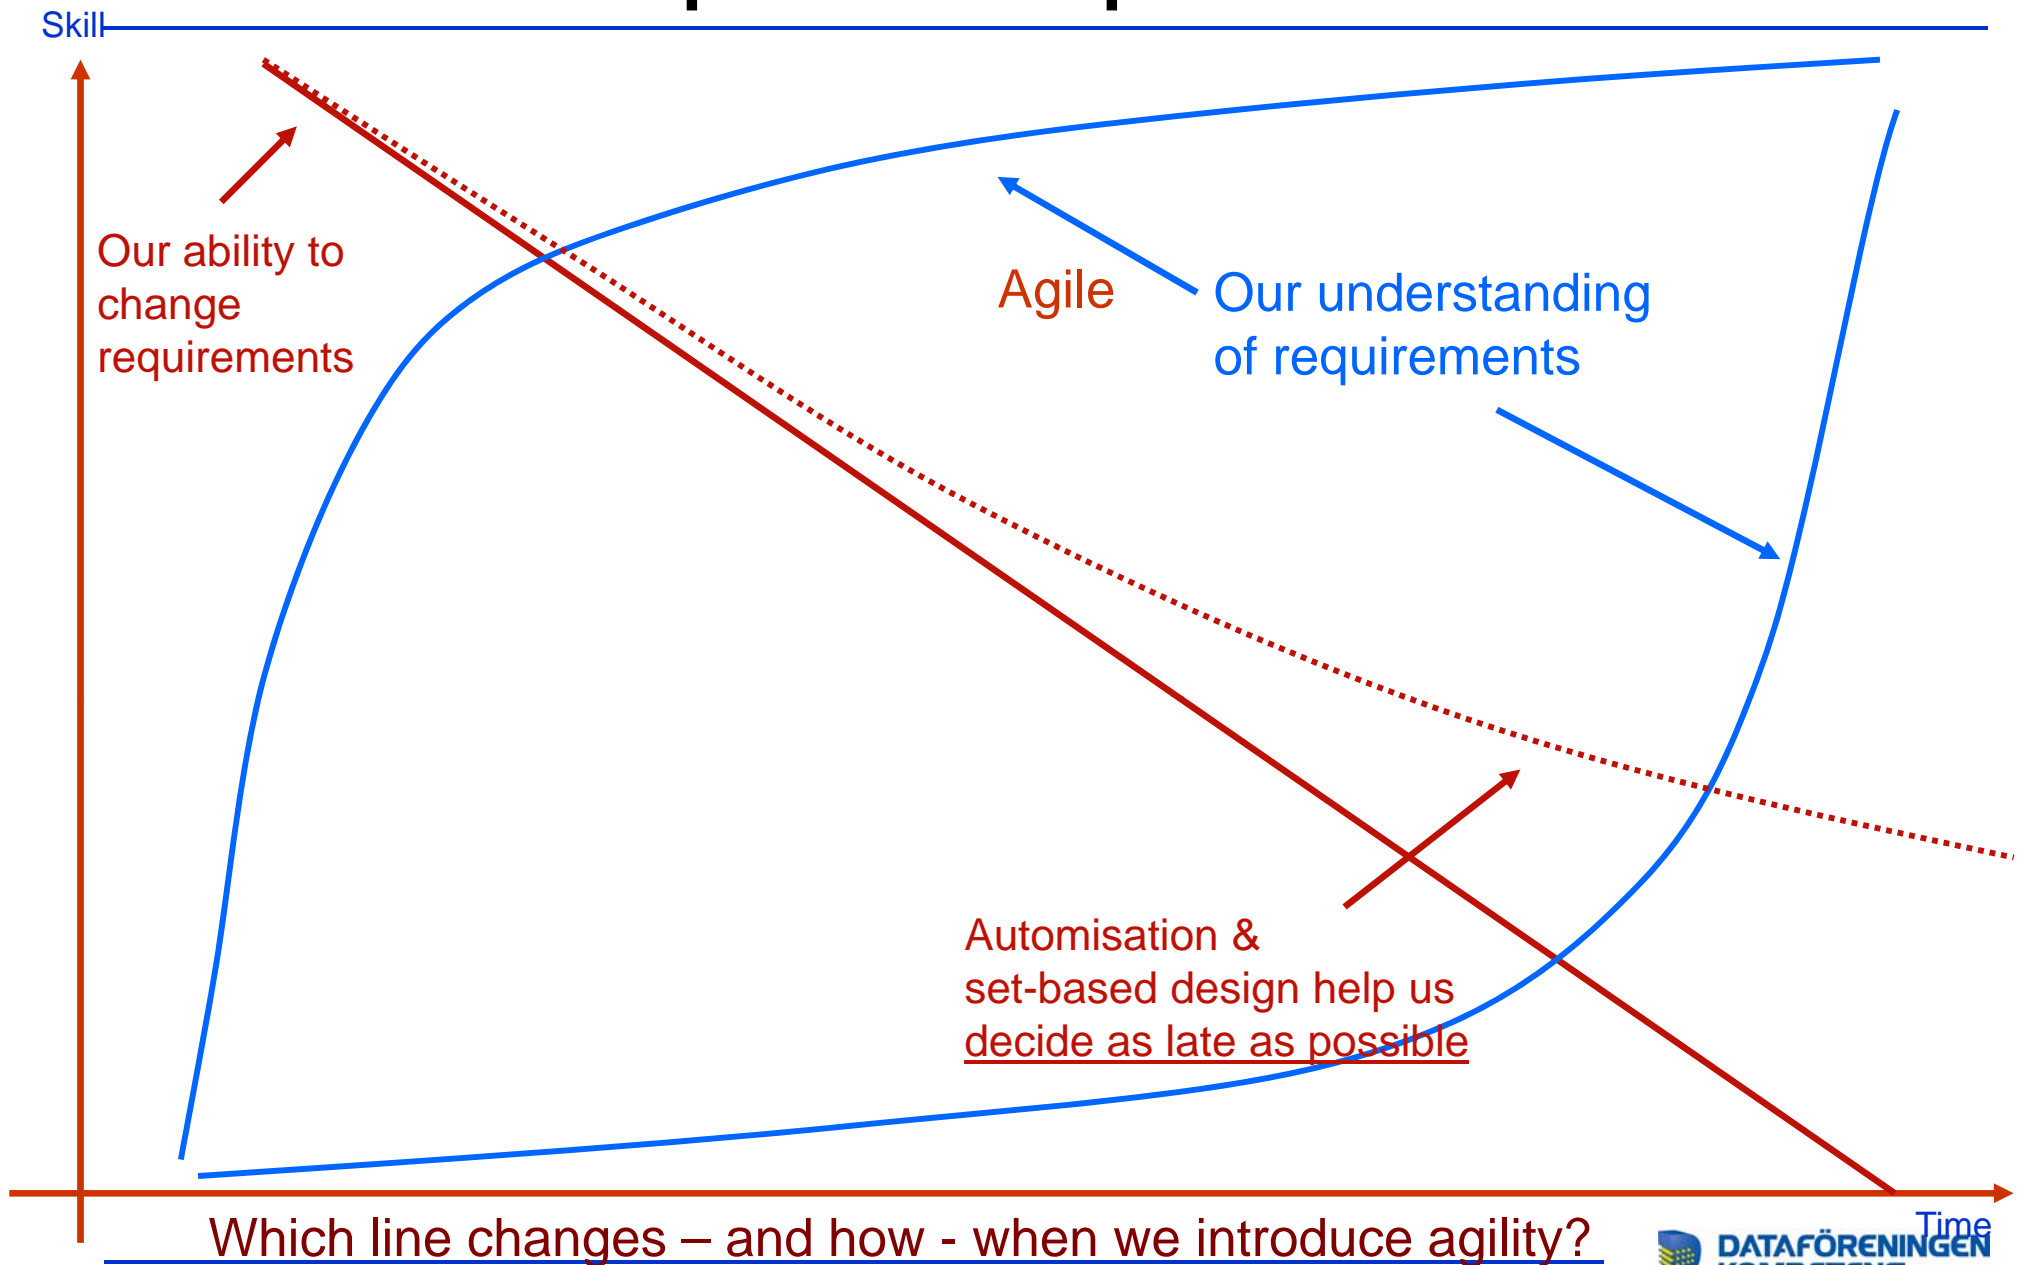 Skill
Our ability to
change
requirements
Agile
Our understanding
of requirements
Automisation &
set-based design help us
decide as late as possible
Which line changes – and how - when we introduce agility?
Time
DATAFÖRENINGEN